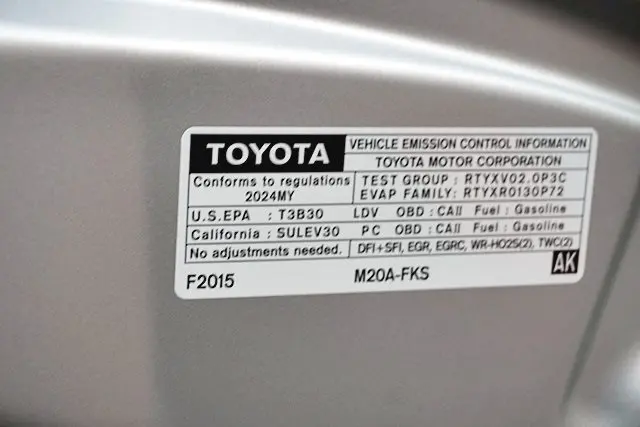 TOYOTA
VEHICLE EMISSION CONTROL INFORMATION
TOYOTA MOTOR CORPORATION
Conforms to regulations
2024MY
TEST GROUP : RTYXV02.0P3C
EVAP FAMILY: RTYXR0130P72
U.S.EPA : T3B30 LDV OBD : CAII Fuel : Gasoline
California : SULEV30 PC OBD : CAII Fuel : Gasoline
No adjustments needed. DFI+SFI, EGR, EGRC, WR-HO2S(2), TWC(2)
F2015 M20A-FKS AK